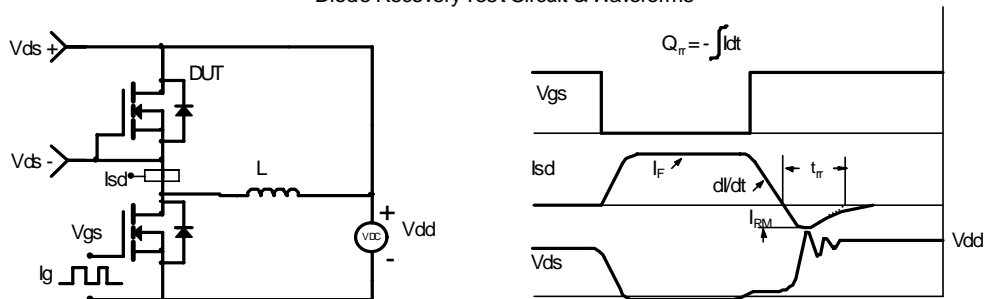 Diode Recovery Test Circuit & Waveforms
Vds +
DUT
Vds -
Isd
L
Vgs
Ig
+
VDC
-
Vdd
Qrr = - ∫ Idt
Vgs
Isd
IF
dI/dt
trr
IRM
Vdd
Vds